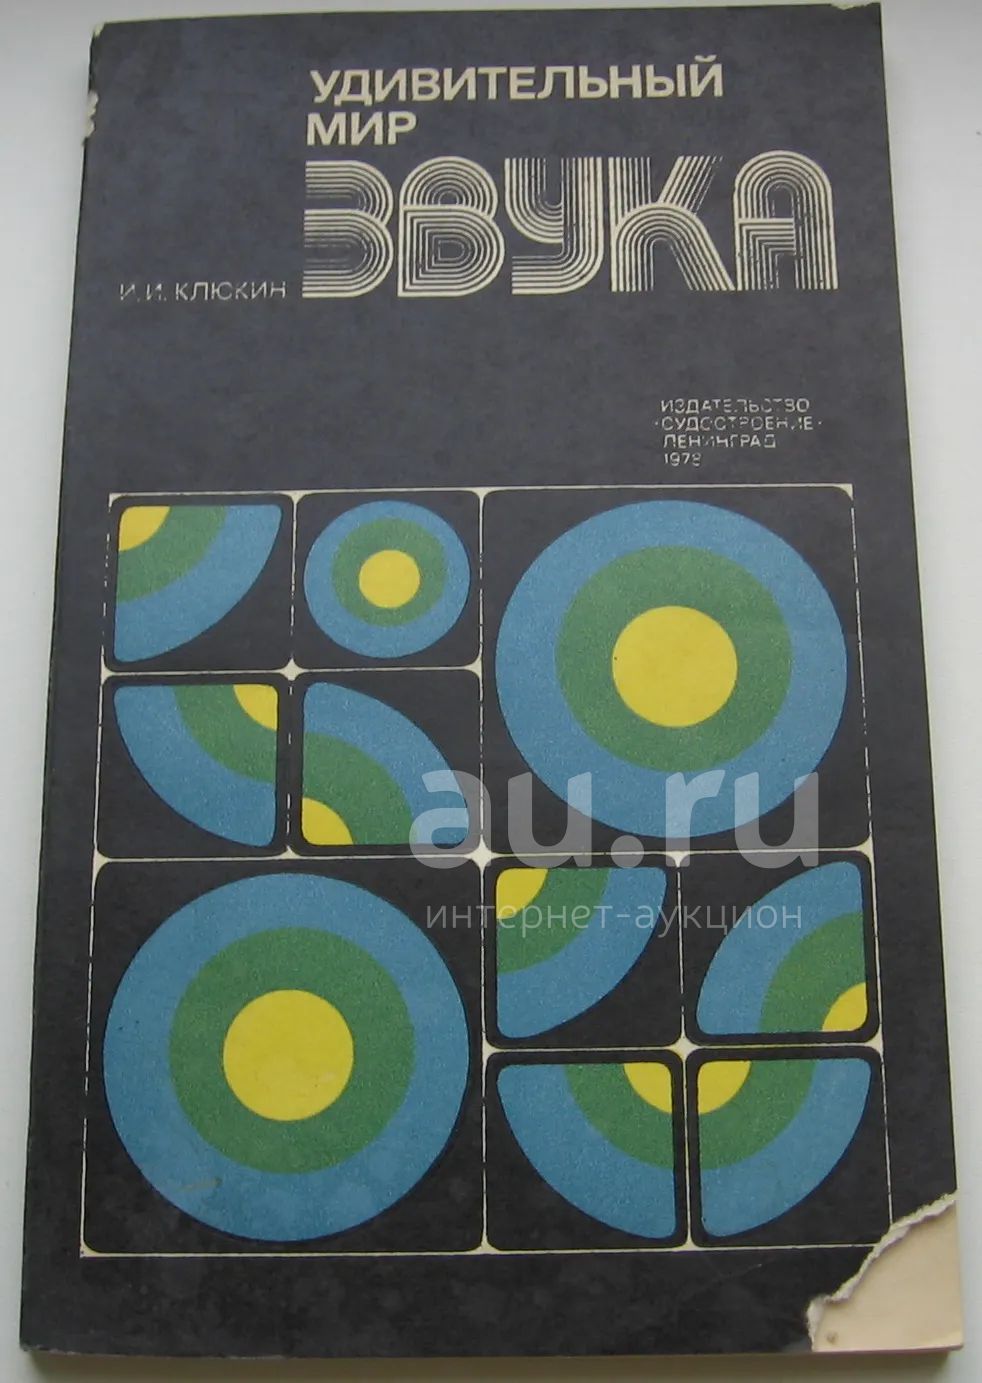 УДИВИТЕЛЬНЫЙ
МИР
ЗВУКА
И. И. КЛЮКИН
ИЗДАТЕЛЬСТВО
«СУДОСТРОЕНИЕ»
ЛЕНИНГРАД
1978
au.ru
интернет-аукцион